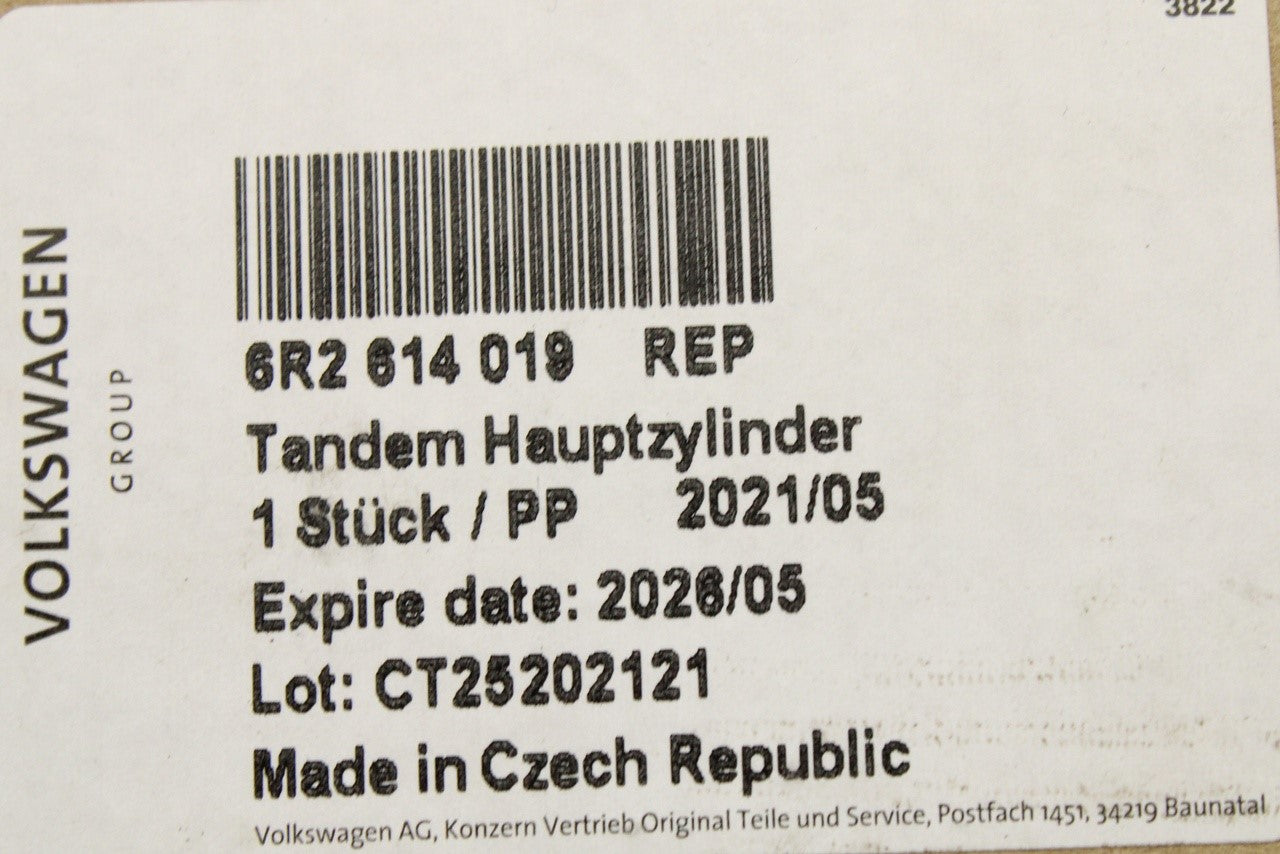 3822
VOLKSWAGEN
GROUP
6R2 614 019 REP
Tandem Hauptzylinder
1 Stück / PP 2021/05
Expire date: 2026/05
Lot: CT25202121
Made in Czech Republic
Volkswagen AG, Konzern Vertrieb Original Teile und Service, Postfach 1451, 34219 Baunatal